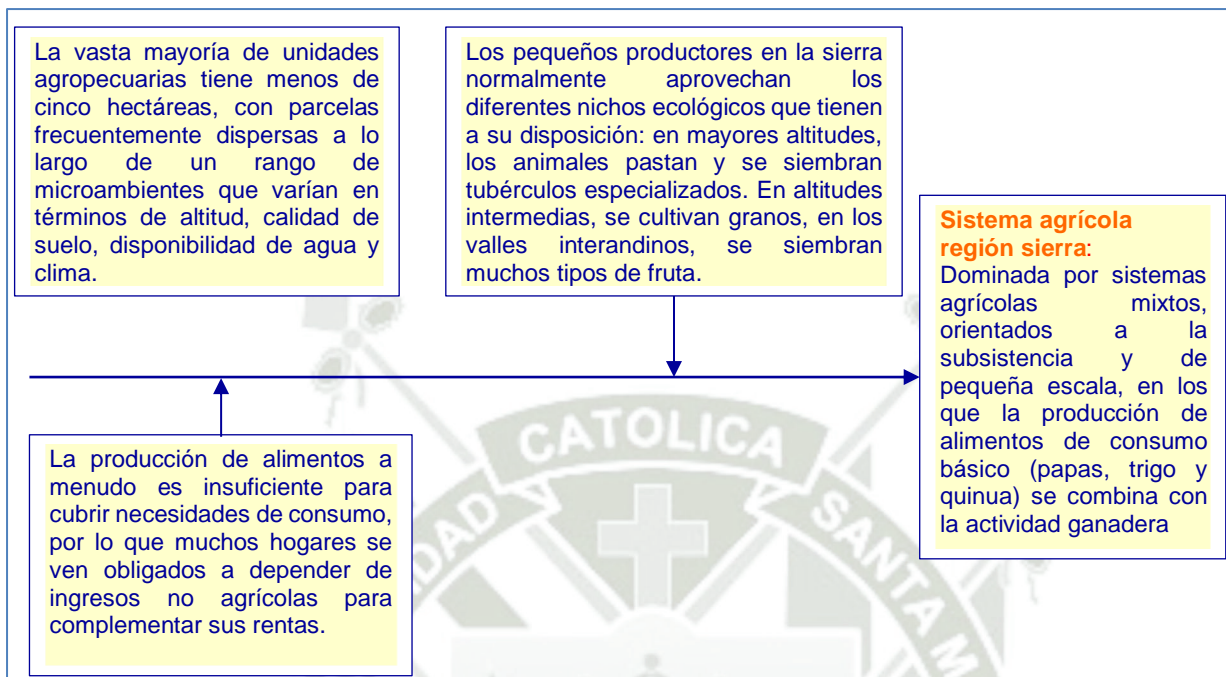 La vasta mayoría de unidades
agropecuarias tiene menos de
cinco hectáreas, con parcelas
frecuentemente dispersas a lo
largo de un rango de
microambientes que varían en
términos de altitud, calidad de
suelo, disponibilidad de agua y
clima.
Los pequeños productores en la sierra
normalmente aprovechan los
diferentes nichos ecológicos que tienen
a su disposición: en mayores altitudes,
los animales pastan y se siembran
tubérculos especializados. En altitudes
intermedias, se cultivan granos, en los
valles interandinos, se siembran
muchos tipos de fruta.
Sistema agrícola
región sierra:
Dominada por sistemas
agrícolas mixtos,
orientados a la
subsistencia y de
pequeña escala, en los
que la producción de
alimentos de consumo
básico (papas, trigo y
quinua) se combina con
la actividad ganadera
La producción de alimentos a
menudo es insuficiente para
cubrir necesidades de consumo,
por lo que muchos hogares se
ven obligados a depender de
ingresos no agrícolas para
complementar sus rentas.
CATOLICA
SANTA